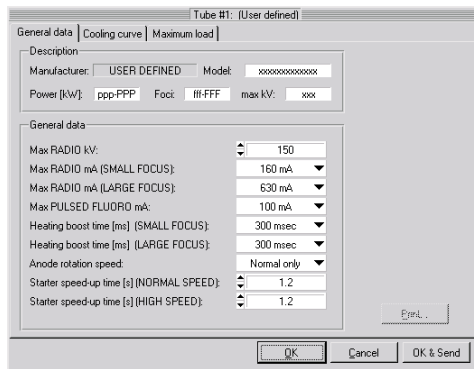 Tube #1: (User defined)
General data Cooling curve Maximum load
Description
Manufacturer: USER DEFINED Model: xxxxxxxxxxxxx
Power [kW]: ppp-PPP Foci: fff-FFF max kV: xxx
General data
Max RADIO kV: 150
Max RADIO mA (SMALL FOCUS): 160 mA
Max RADIO mA (LARGE FOCUS): 630 mA
Max PULSED FLUORO mA: 100 mA
Heating boost time [ms] (SMALL FOCUS): 300 msec
Heating boost time [ms] (LARGE FOCUS): 300 msec
Anode rotation speed: Normal only
Starter speed-up time [s] (NORMAL SPEED): 1.2
Starter speed-up time [s] (HIGH SPEED): 1.2
Print...
OK Cancel OK & Send